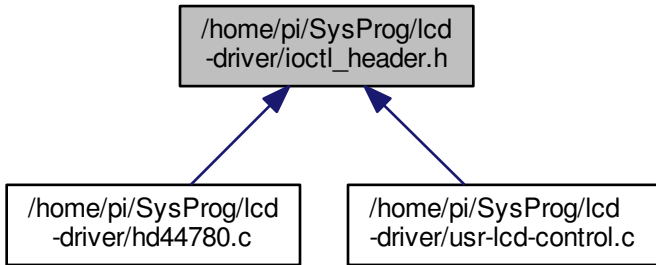 /home/pi/SysProg/lcd
-driver/ioctl_header.h
/home/pi/SysProg/lcd
-driver/hd44780.c
/home/pi/SysProg/lcd
-driver/usr-lcd-control.c